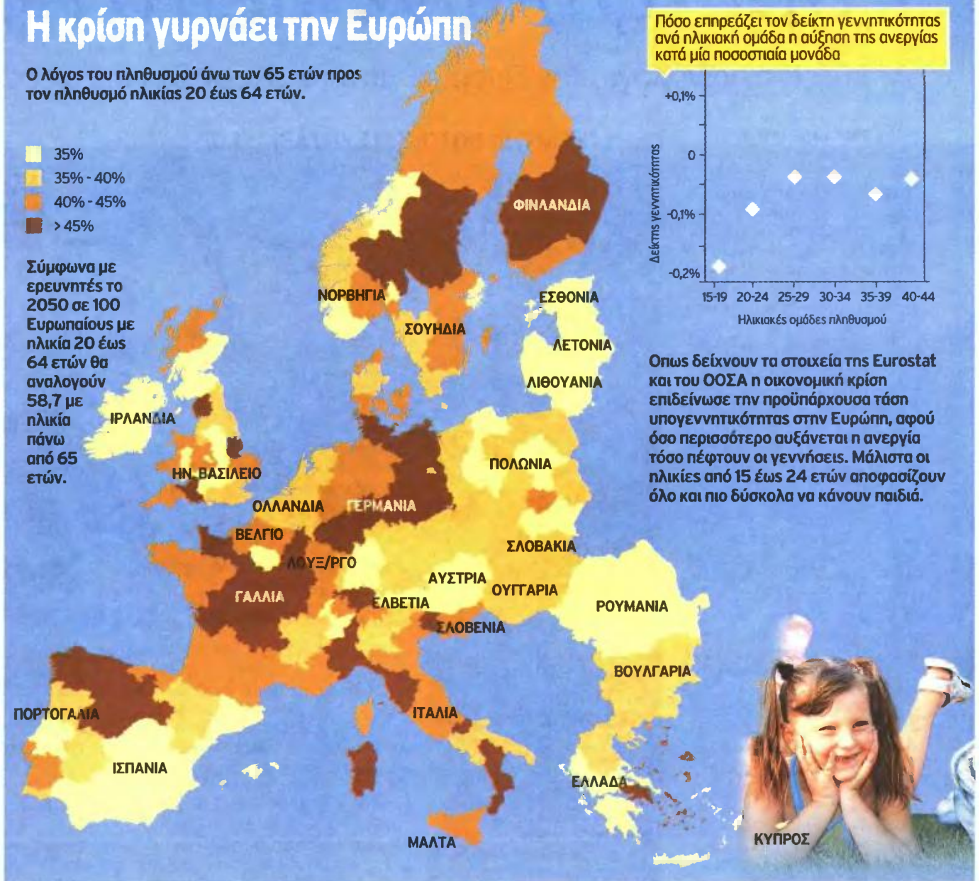 Η κρίση γυρνάει την Ευρώπη
Ο λόγος του πληθυσμού άνω των 65 ετών προς
τον πληθυσμό ηλικίας 20 έως 64 ετών.
35%
35% - 40%
40% - 45%
> 45%
Σύμφωνα με
ερευνητές το
2050 σε 100
Ευρωπαίους με
ηλικία 20 έως
64 ετών θα
αναλογούν
58,7 με
ηλικία
πάνω
από 65
ετών.
ΦΙΝΛΑΝΔΙΑ
ΝΟΡΒΗΓΙΑ
ΣΟΥΗΔΙΑ
ΕΣΘΟΝΙΑ
ΛΕΤΟΝΙΑ
ΛΙΘΟΥΑΝΙΑ
ΙΡΛΑΝΔΙΑ
ΗΝ. ΒΑΣΙΛΕΙΟ
ΟΛΛΑΝΔΙΑ
ΓΕΡΜΑΝΙΑ
ΠΟΛΩΝΙΑ
ΒΕΛΓΙΟ
ΛΟΥΞ/ΡΓΟ
ΣΛΟΒΑΚΙΑ
ΓΑΛΛΙΑ
ΑΥΣΤΡΙΑ
ΟΥΓΓΑΡΙΑ
ΕΛΒΕΤΙΑ
ΡΟΥΜΑΝΙΑ
ΣΛΟΒΕΝΙΑ
ΒΟΥΛΓΑΡΙΑ
ΠΟΡΤΟΓΑΛΙΑ
ΙΤΑΛΙΑ
ΙΣΠΑΝΙΑ
ΕΛΛΑΔΑ
ΜΑΛΤΑ
ΚΥΠΡΟΣ
Πόσο επηρεάζει τον δείκτη γεννητικότητας
ανά ηλικιακή ομάδα η αύξηση της ανεργίας
κατά μία ποσοστιαία μονάδα
Δείκτης γεννητικότητας
+0,1%
0
-0,1%
-0,2%
15-19 20-24 25-29 30-34 35-39 40-44
Ηλικιακές ομάδες πληθυσμού
Οπως δείχνουν τα στοιχεία της Eurostat
και του ΟΟΣΑ η οικονομική κρίση
επιδείνωσε την προϋπάρχουσα τάση
υπογεννητικότητας στην Ευρώπη, αφού
όσο περισσότερο αυξάνεται η ανεργία
τόσο πέφτουν οι γεννήσεις. Μάλιστα οι
ηλικίες από 15 έως 24 ετών αποφασίζουν
όλο και πιο δύσκολα να κάνουν παιδιά.